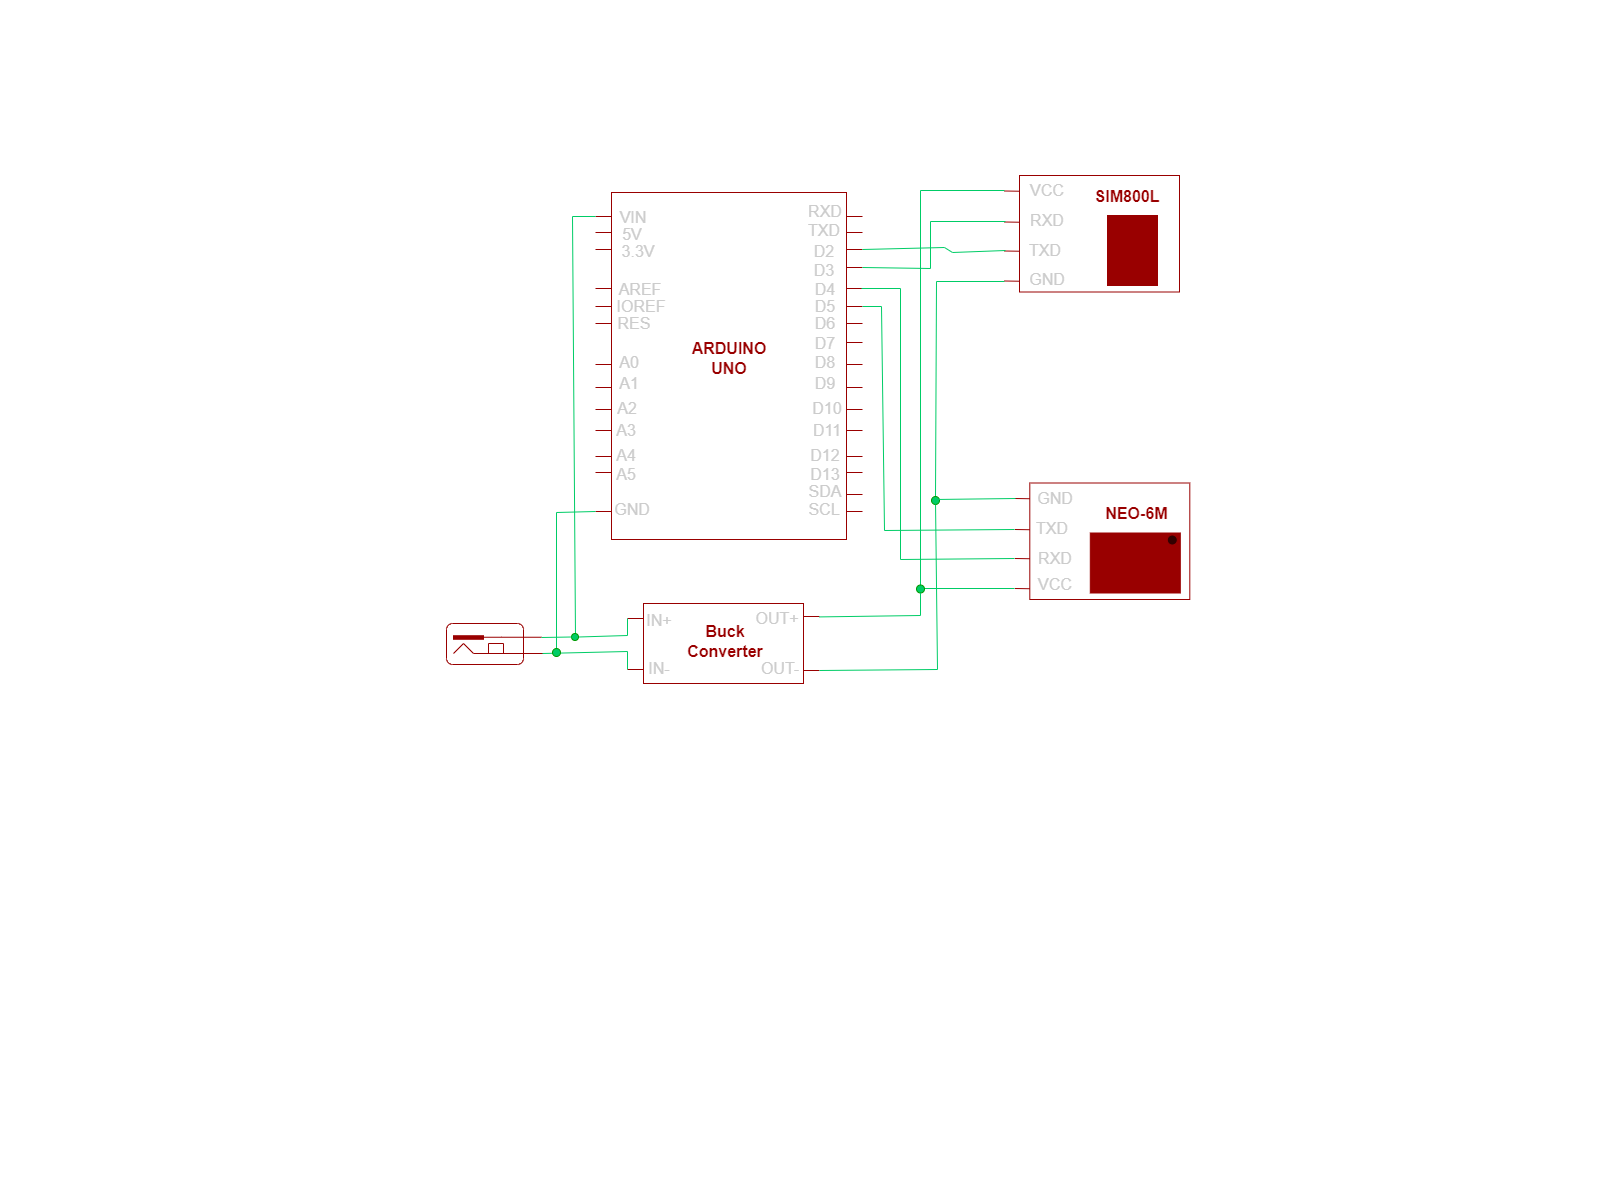 VIN
5V
3.3V
AREF
IOREF
RES
A0
A1
A2
A3
A4
A5
GND
ARDUINO
UNO
RXD
TXD
D2
D3
D4
D5
D6
D7
D8
D9
D10
D11
D12
D13
SDA
SCL
VCC
RXD
TXD
GND
SIM800L
GND
TXD
RXD
VCC
NEO-6M
IN+
IN-
Buck
Converter
OUT+
OUT-